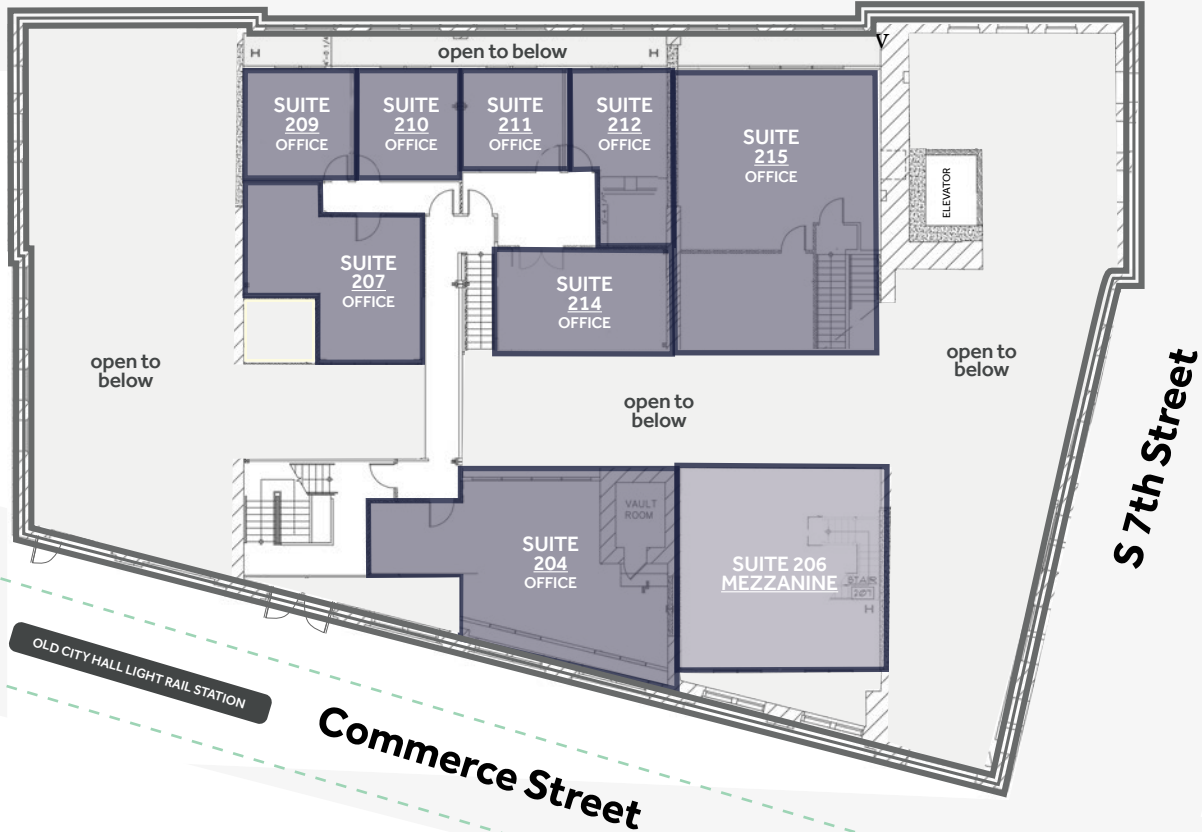 V
open to below
SUITE
209
OFFICE
SUITE
210
OFFICE
SUITE
211
OFFICE
SUITE
212
OFFICE
SUITE
215
OFFICE
ELEVATOR
SUITE
207
OFFICE
SUITE
214
OFFICE
open to
below
open to
below
open to
below
S 7th Street
VAULT
ROOM
SUITE
204
OFFICE
SUITE 206
MEZZANINE
STAIR
207
OLD CITY HALL LIGHT RAIL STATION
Commerce Street